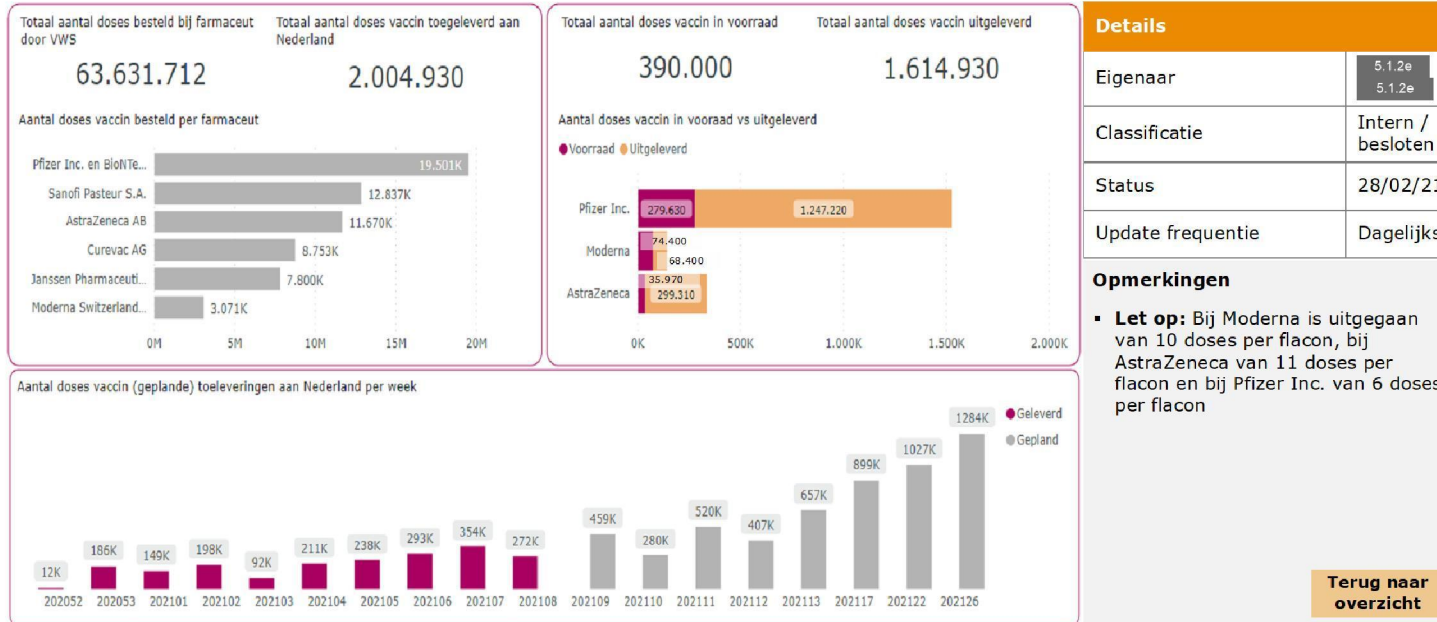 Totaal aantal doses besteld bij farmaceut
door VWS
63.631.712
Totaal aantal doses vaccin toegeleverd aan
Nederland
2.004.930
Aantal doses vaccin besteld per farmaceut
Pfizer Inc. en BioNTe...
19.501K
Sanofi Pasteur S.A.
12.837K
AstraZeneca AB
11.670K
Curevac AG
8.753K
Janssen Pharmaceuti...
7.800K
Moderna Switzerland...
3.071K
0M 5M 10M 15M 20M
Totaal aantal doses vaccin in voorraad
390.000
Totaal aantal doses vaccin uitgeleverd
1.614.930
Aantal doses vaccin in vooraad vs uitgeleverd
Voorraad Uitgeleverd
Pfizer Inc. 279.630 1.247.220
Moderna
74.400
68.400
AstraZeneca
35.970
299.310
0K 500K 1.000K 1.500K 2.000K
Aantal doses vaccin (geplande) toeleveringen aan Nederland per week
Geleverd
Gepland
12K 186K 149K 198K 92K 211K 238K 293K 354K 272K 459K 280K 520K 407K 657K 899K 1027K 1284K
202052 202053 202101 202102 202103 202104 202105 202106 202107 202108 202109 202110 202111 202112 202113 202117 202122 202126
Details
Eigenaar
5.1.2e
5.1.2e
Classificatie
Intern /
besloten
Status 28/02/21
Update frequentie Dagelijks
Opmerkingen
▪ Let op: Bij Moderna is uitgegaan
van 10 doses per flacon, bij
AstraZeneca van 11 doses per
flacon en bij Pfizer Inc. van 6 doses
per flacon
Terug naar
overzicht